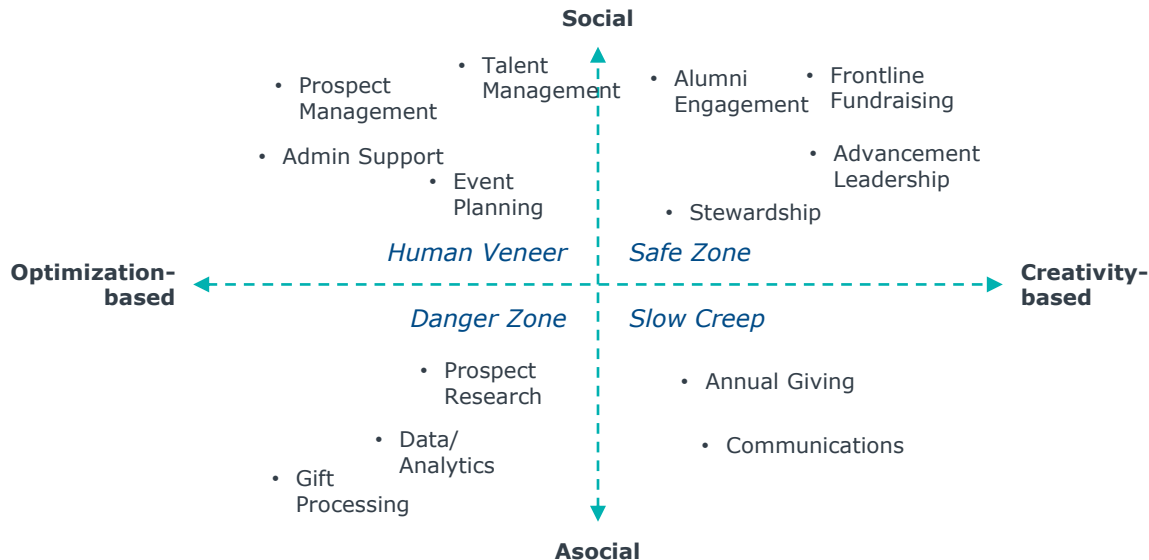 Social
• Talent
Management
• Prospect
Management
• Alumni
Engagement
• Frontline
Fundraising
• Admin Support
• Event
Planning
• Advancement
Leadership
• Stewardship
Human Veneer
Safe Zone
Optimization-
based
Creativity-
based
Danger Zone
Slow Creep
• Prospect
Research
• Annual Giving
• Data/
Analytics
• Communications
• Gift
Processing
Asocial